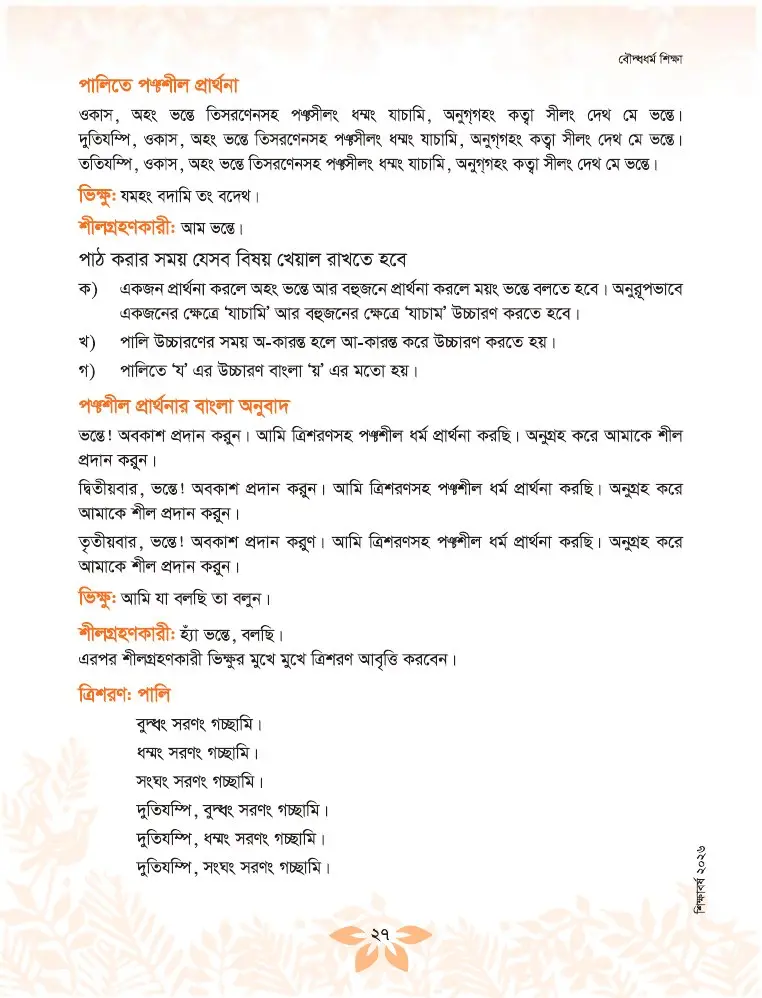 বৌদ্ধধর্ম শিক্ষা
পালিতে পঞ্চশীল প্রার্থনা
ওকাস, অহং ভন্তে তিসরণেনসহ পঞ্চসীলং ধম্মং যাচামি, অনুগ্‌গহং কত্বা সীলং দেথ মে ভন্তে।
দুতিযম্পি, ওকাস, অহং ভন্তে তিসরণেনসহ পঞ্চসীলং ধম্মং যাচামি, অনুগ্‌গহং কত্বা সীলং দেথ মে ভন্তে।
ততিযম্পি, ওকাস, অহং ভন্তে তিসরণেনসহ পঞ্চসীলং ধম্মং যাচামি, অনুগ্‌গহং কত্বা সীলং দেথ মে ভন্তে।
ভিক্ষু: যমহং বদামি তং বদেথ।
শীলগ্রহণকারী: আম ভন্তে।
পাঠ করার সময় যেসব বিষয় খেয়াল রাখতে হবে
ক) একজন প্রার্থনা করলে অহং ভন্তে আর বহুজনে প্রার্থনা করলে ময়ং ভন্তে বলতে হবে। অনুরূপভাবে
একজনের ক্ষেত্রে ‘যাচামি’ আর বহুজনের ক্ষেত্রে ‘যাচাম’ উচ্চারণ করতে হবে।
খ) পালি উচ্চারণের সময় অ-কারন্ত হলে আ-কারন্ত করে উচ্চারণ করতে হয়।
গ) পালিতে ‘য’ এর উচ্চারণ বাংলা ‘য়’ এর মতো হয়।
পঞ্চশীল প্রার্থনার বাংলা অনুবাদ
ভন্তে! অবকাশ প্রদান করুন। আমি ত্রিশরণসহ পঞ্চশীল ধর্ম প্রার্থনা করছি। অনুগ্রহ করে আমাকে শীল
প্রদান করুন।
দ্বিতীয়বার, ভন্তে! অবকাশ প্রদান করুন। আমি ত্রিশরণসহ পঞ্চশীল ধর্ম প্রার্থনা করছি। অনুগ্রহ করে
আমাকে শীল প্রদান করুন।
তৃতীয়বার, ভন্তে! অবকাশ প্রদান করুণ। আমি ত্রিশরণসহ পঞ্চশীল ধর্ম প্রার্থনা করছি। অনুগ্রহ করে
আমাকে শীল প্রদান করুন।
ভিক্ষু: আমি যা বলছি তা বলুন।
শীলগ্রহণকারী: হ্যাঁ ভন্তে, বলছি।
এরপর শীলগ্রহণকারী ভিক্ষুর মুখে মুখে ত্রিশরণ আবৃত্তি করবেন।
ত্রিশরণ: পালি
বুদ্ধং সরণং গচ্ছামি।
ধম্মং সরণং গচ্ছামি।
সংঘং সরণং গচ্ছামি।
দুতিযম্পি, বুদ্ধং সরণং গচ্ছামি।
দুতিযম্পি, ধম্মং সরণং গচ্ছামি।
দুতিযম্পি, সংঘং সরণং গচ্ছামি।
শিক্ষাবর্ষ ২০২৬
২৭